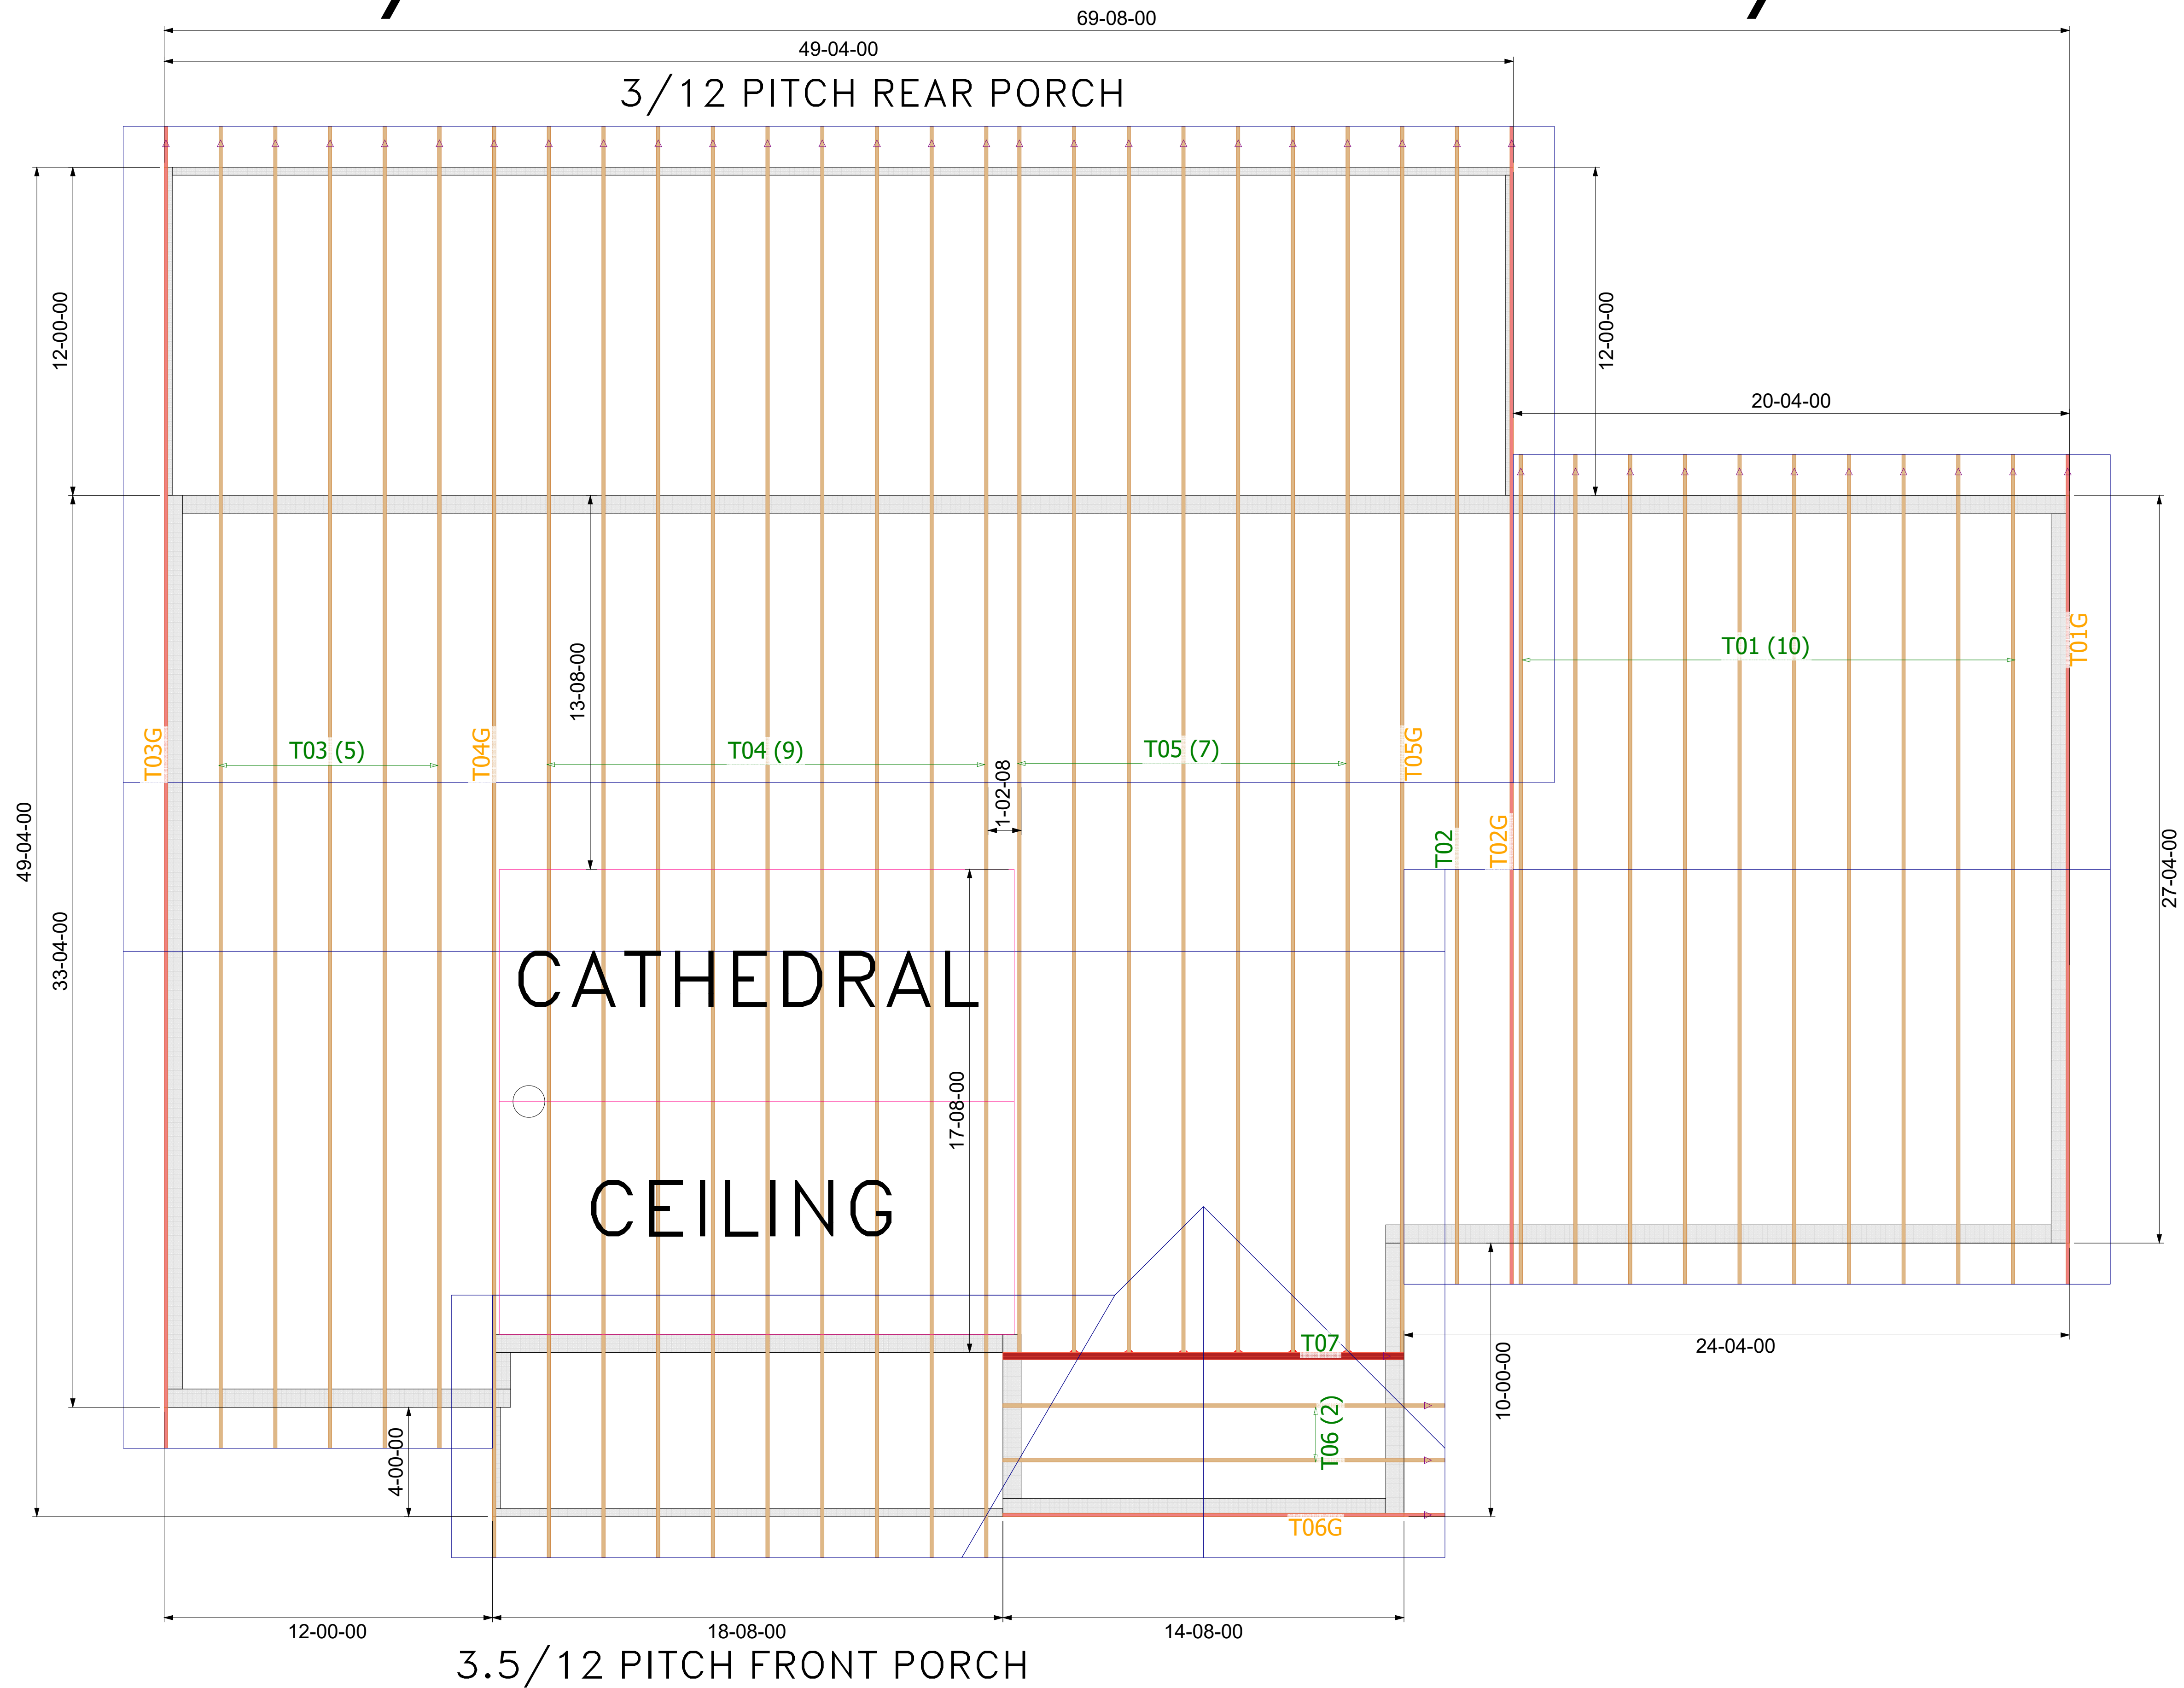 69-08-00
49-04-00
3/12 PITCH REAR PORCH
12-00-00
12-00-00
20-04-00
13-08-00
T01 (10)
T01G
T03G
T03 (5)
T04G
T04 (9)
T05 (7)
T05G
1-02-08
T02
T02G
49-04-00
33-04-00
27-04-00
CATHEDRAL
17-08-00
CEILING
T07
24-04-00
10-00-00
4-00-00
T06 (2)
T06G
12-00-00
18-08-00
14-08-00
3.5/12 PITCH FRONT PORCH